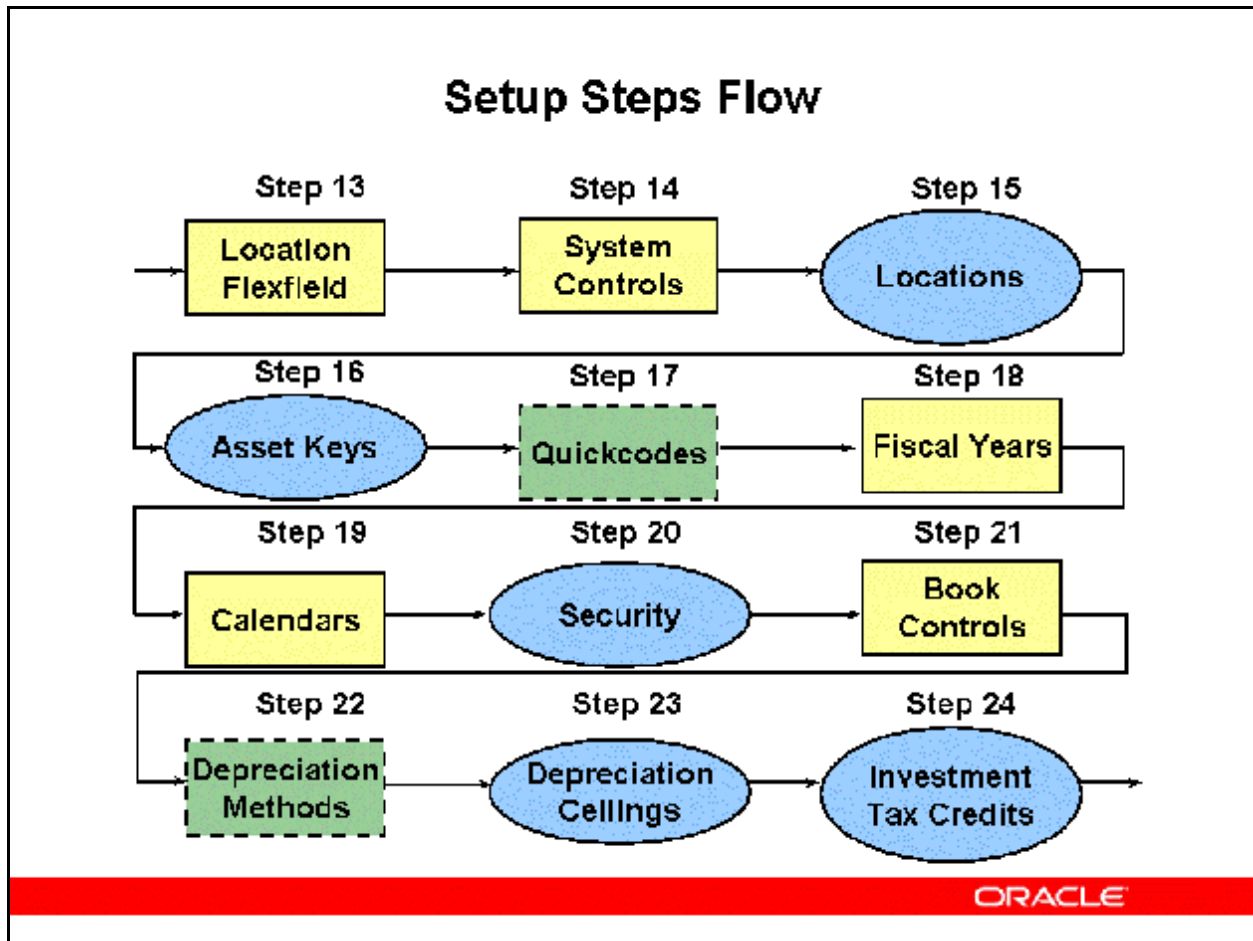 Setup Steps Flow
Step 13
Step 14
Step 15
Location
Flexfield
System
Controls
Locations
Step 16
Step 17
Step 18
Asset Keys
Quickcodes
Fiscal Years
Step 19
Step 20
Step 21
Calendars
Security
Book
Controls
Step 22
Step 23
Step 24
Depreciation
Methods
Depreciation
Ceilings
Investment
Tax Credits
ORACLE